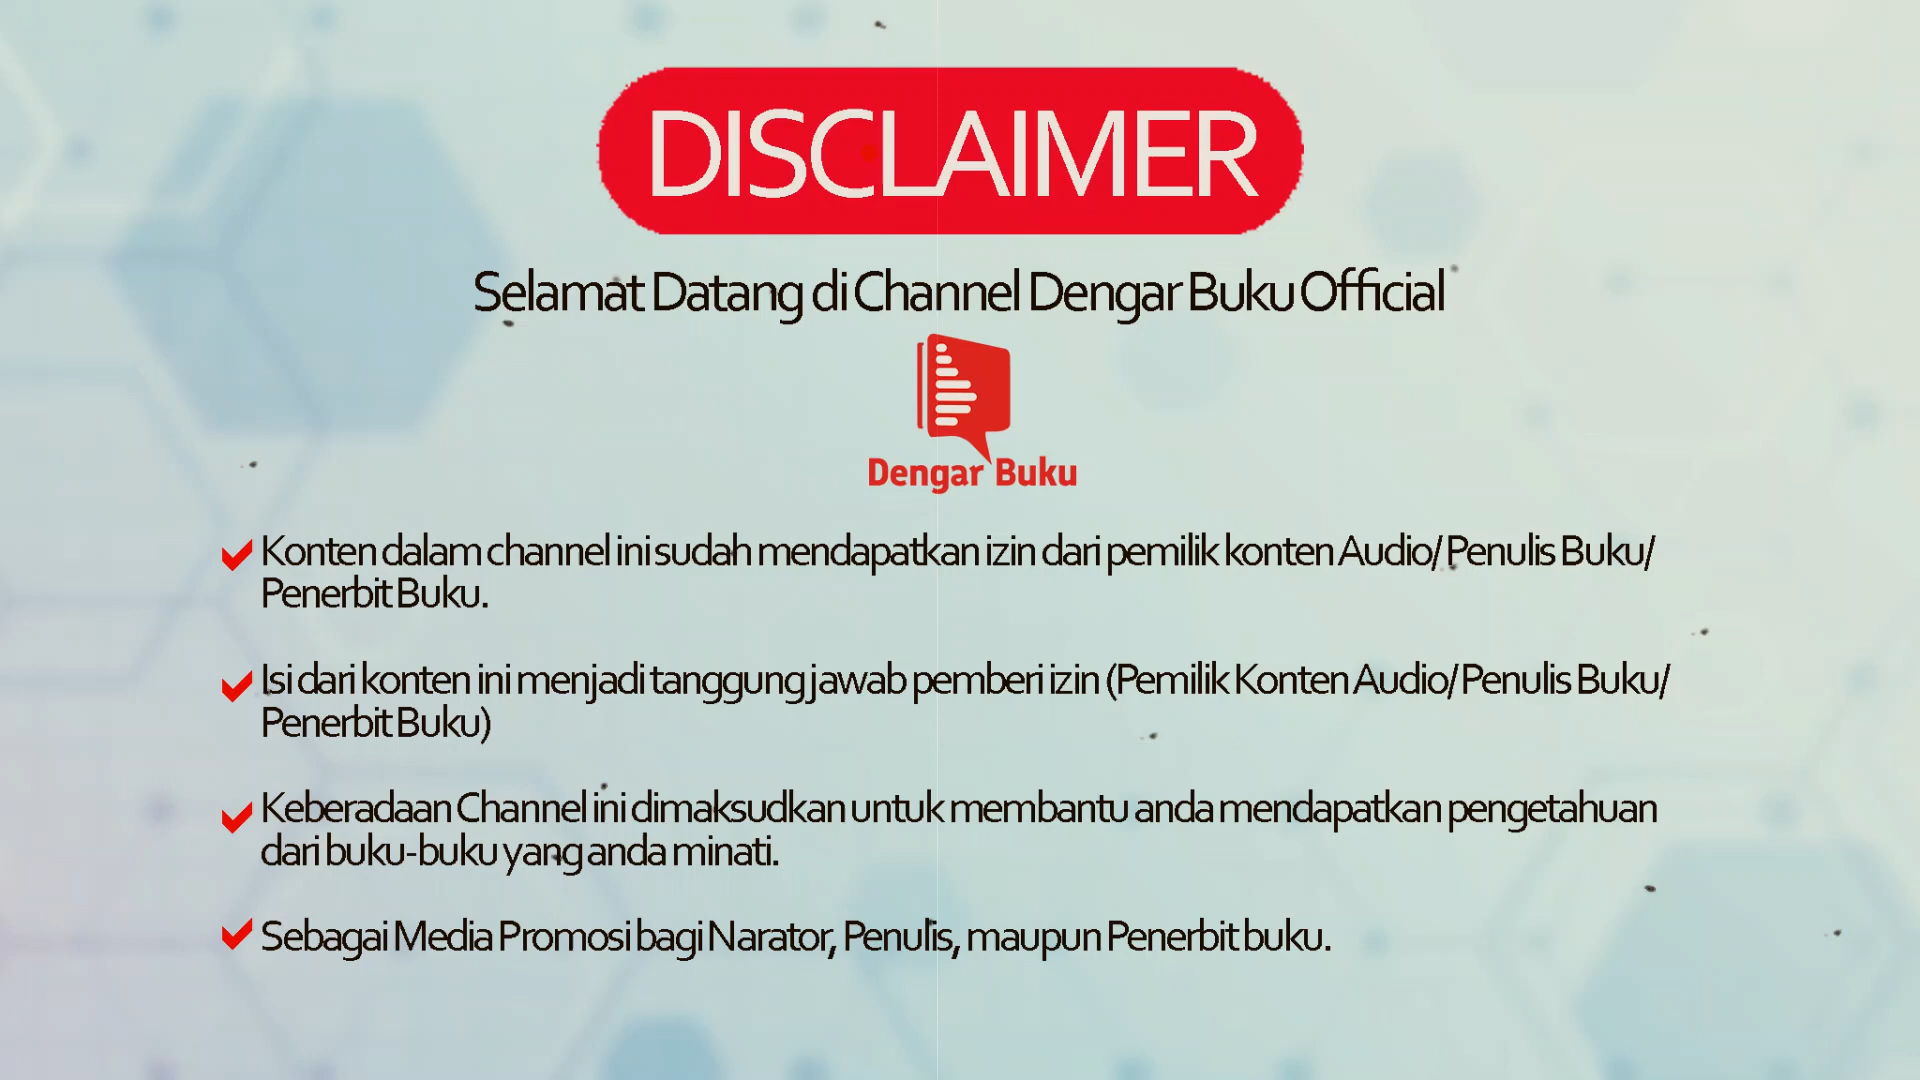 DISCLAIMER
Selamat Datang di Channel Dengar Buku Official
Dengar Buku
Konten dalam channel ini sudah mendapatkan izin dari pemilik konten Audio/ Penulis Buku/
Penerbit Buku.
Isi dari konten ini menjadi tanggung jawab pemberi izin (Pemilik Konten Audio/ Penulis Buku/
Penerbit Buku)
Keberadaan Channel ini dimaksudkan untuk membantu anda mendapatkan pengetahuan
dari buku-buku yang anda minati.
Sebagai Media Promosi bagi Narator, Penulis, maupun Penerbit buku.